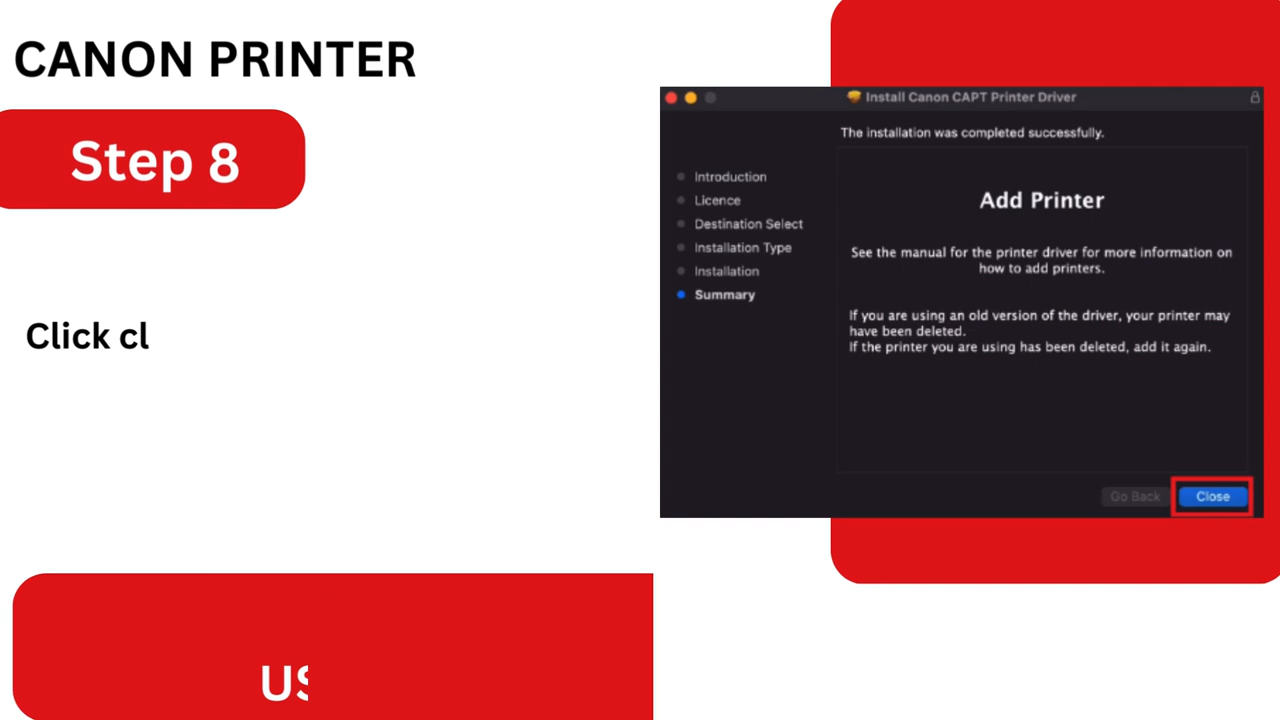 CANON PRINTER
Step 8
Click cl
Install Canon CAPT Printer Driver
The installation was completed successfully.
Introduction
Licence
Destination Select
Installation Type
Installation
Summary
Add Printer
See the manual for the printer driver for more information on
how to add printers.
If you are using an old version of the driver, your printer may
have been deleted.
If the printer you are using has been deleted, add it again.
Go Back
Close
US